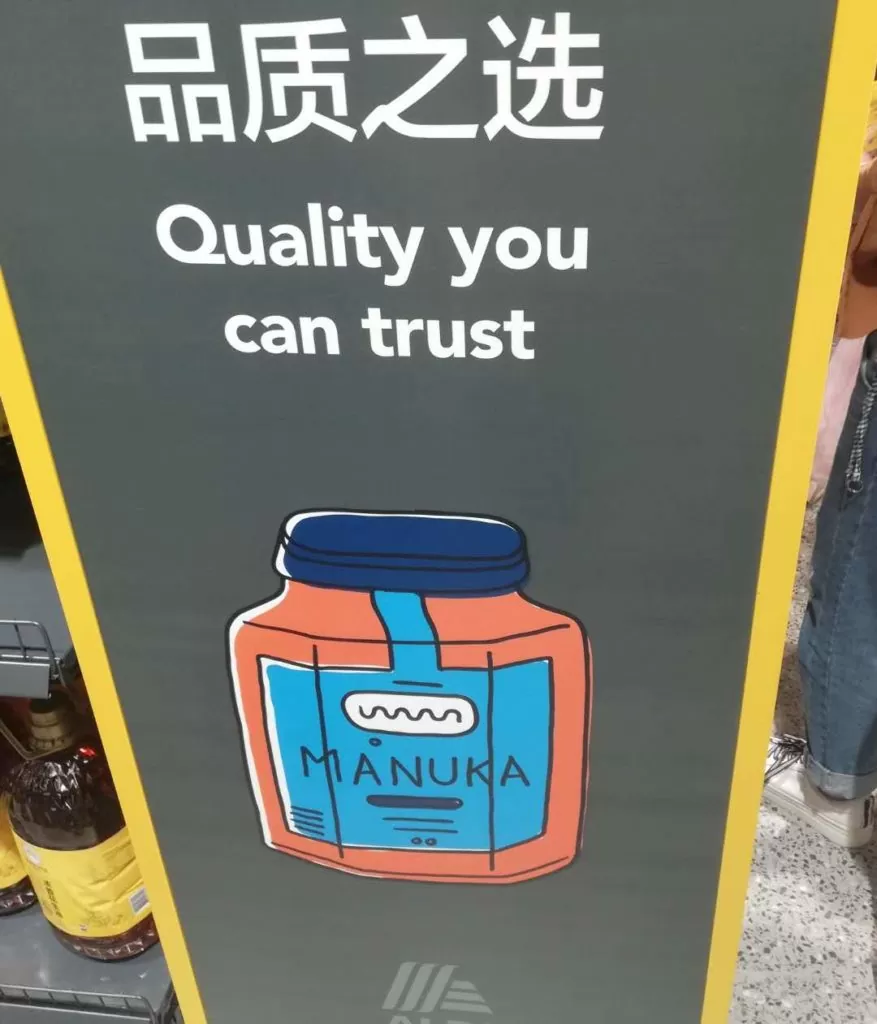 品质之选
Quality you
can trust
MANUKA